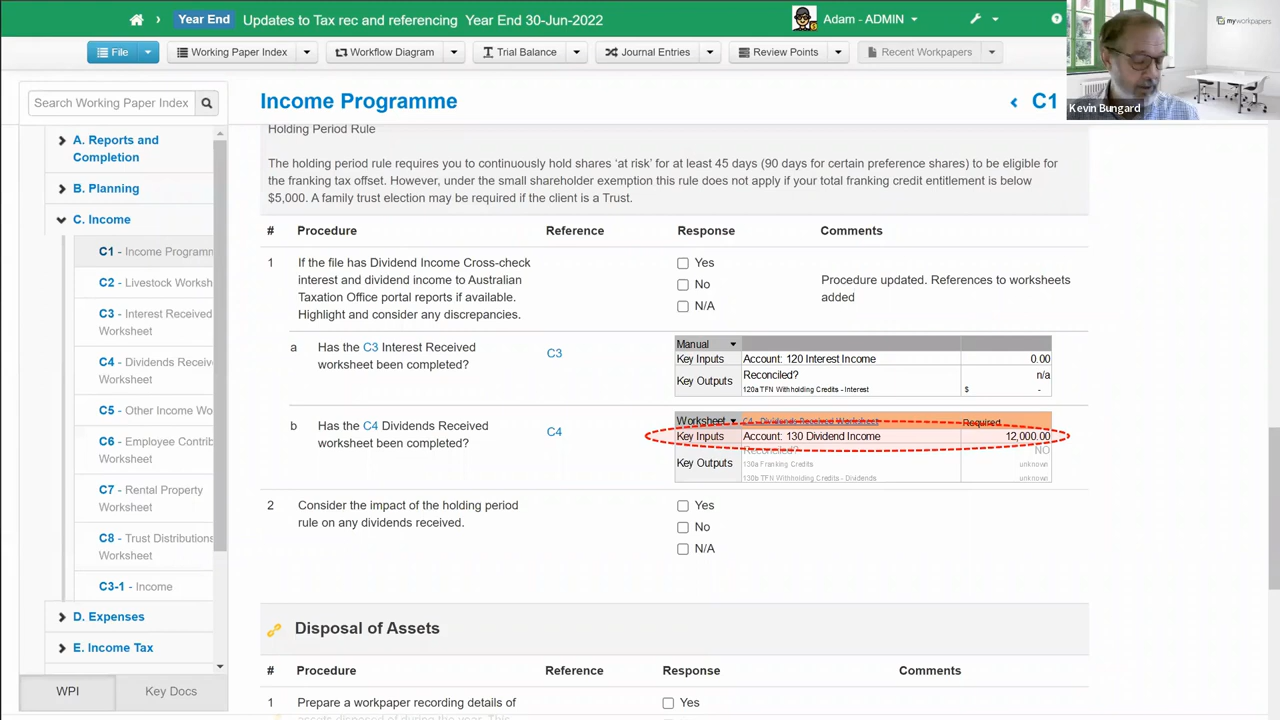 Year End Updates to Tax rec and referencing Year End 30-Jun-2022
Adam - ADMIN
myworkpapers
File
Working Paper Index
Workflow Diagram
Trial Balance
Journal Entries
Review Points
Recent Workpapers
Kevin Bungard
Search Working Paper Index
A. Reports and
Completion
B. Planning
C. Income
C1 - Income Programm
C2 - Livestock Worksh
C3 - Interest Received
Worksheet
C4 - Dividends Receiv
Worksheet
C5 - Other Income Wo
C6 - Employee Contrib
C7 - Rental Property
Worksheet
C8 - Trust Distributions
Worksheet
C3-1 - Income
D. Expenses
E. Income Tax
WPI
Key Docs
Income Programme
C1
Holding Period Rule
The holding period rule requires you to continuously hold shares ‘at risk’ for at least 45 days (90 days for certain preference shares) to be eligible for
the franking tax offset. However, under the small shareholder exemption this rule does not apply if your total franking credit entitlement is below
$5,000. A family trust election may be required if the client is a Trust.
# Procedure Reference Response Comments
1 If the file has Dividend Income Cross-check
interest and dividend income to Australian
Taxation Office portal reports if available.
Highlight and consider any discrepancies.
Yes
No
N/A
Procedure updated. References to worksheets
added
a Has the C3 Interest Received
worksheet been completed?
C3
Manual
Key Inputs Account: 120 Interest Income 0.00
Key Outputs Reconciled? n/a
120a TFN Withholding Credits - Interest $ -
b Has the C4 Dividends Received
worksheet been completed?
C4
Worksheet C4 - Dividends Received Worksheet Required
Key Inputs Account: 130 Dividend Income 12,000.00
Key Outputs Reconciled? NO
130a Franking Credits unknown
130b TFN Withholding Credits - Dividends unknown
2 Consider the impact of the holding period
rule on any dividends received.
Yes
No
N/A
Disposal of Assets
# Procedure Reference Response Comments
1 Prepare a workpaper recording details of
assets disposed of during the year. This
Yes